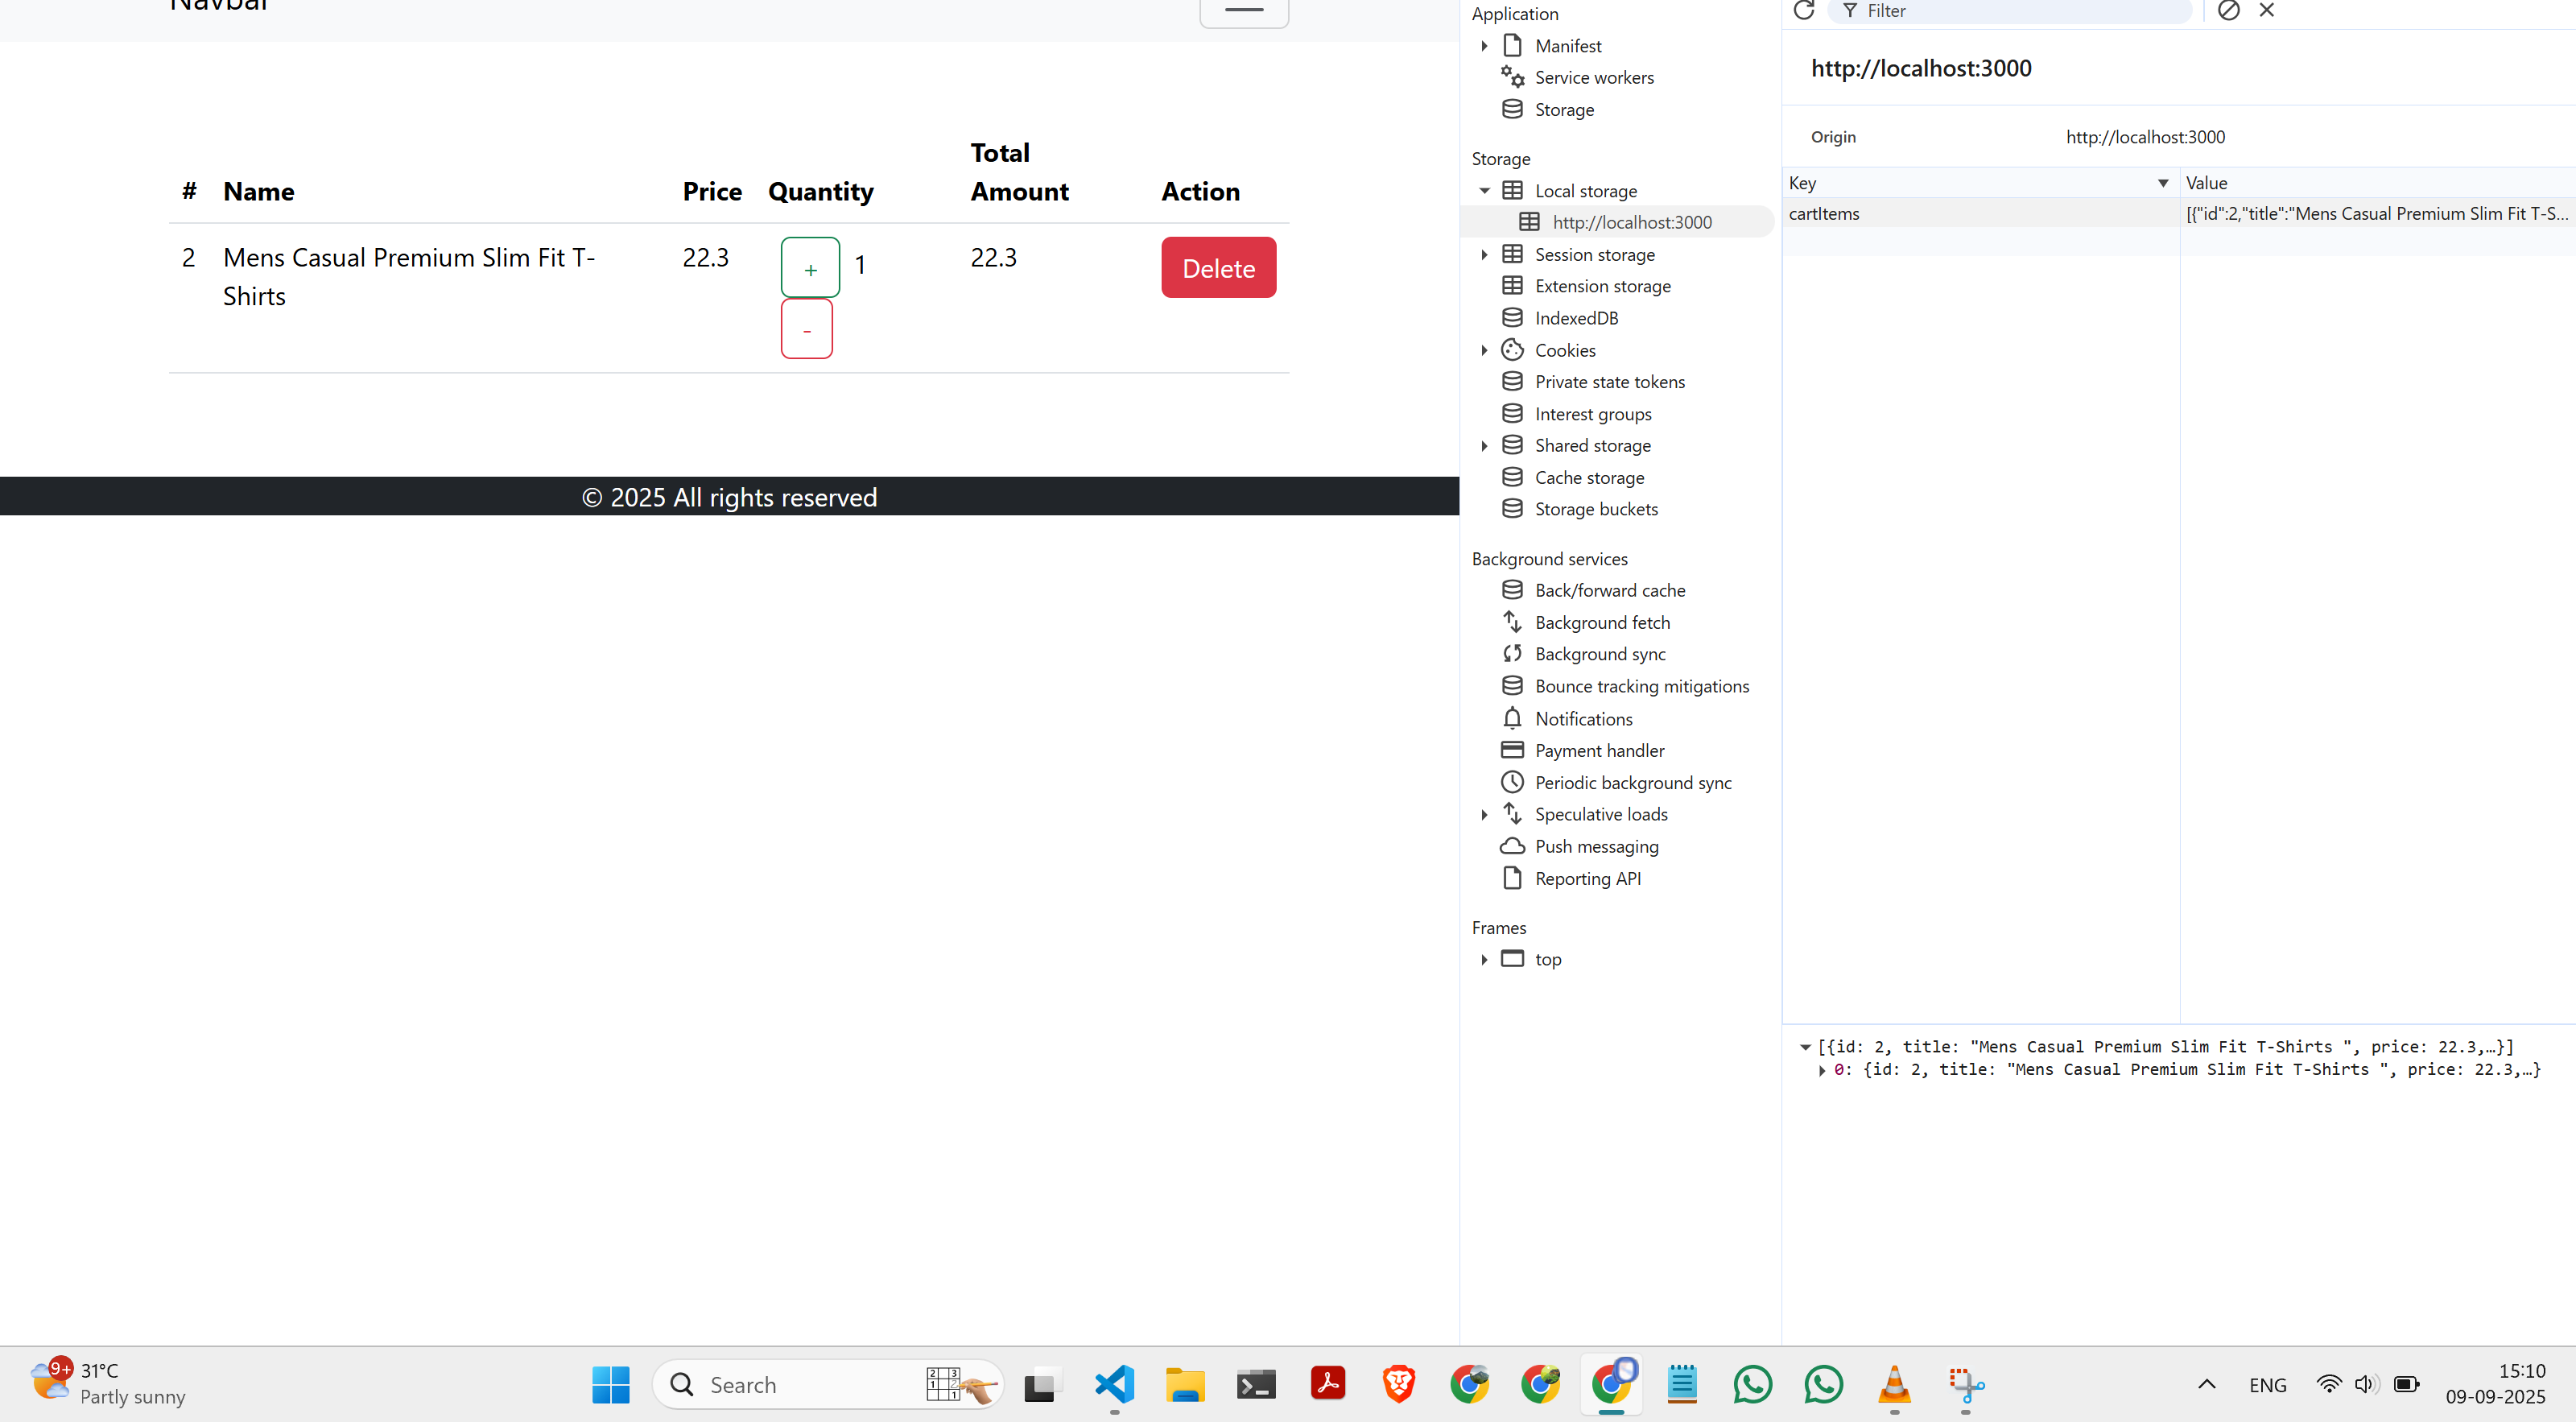 Navbar
# Name Price Quantity Total Amount Action
2 Mens Casual Premium Slim Fit T-Shirts 22.3 + 1 - 22.3 Delete
© 2025 All rights reserved
Application
Manifest
Service workers
Storage
Storage
Local storage
http://localhost:3000
Session storage
Extension storage
IndexedDB
Cookies
Private state tokens
Interest groups
Shared storage
Cache storage
Storage buckets
Background services
Back/forward cache
Background fetch
Background sync
Bounce tracking mitigations
Notifications
Payment handler
Periodic background sync
Speculative loads
Push messaging
Reporting API
Frames
top
Filter
http://localhost:3000
Origin http://localhost:3000
Key Value
cartItems [{"id":2,"title":"Mens Casual Premium Slim Fit T-S...
[{id: 2, title: "Mens Casual Premium Slim Fit T-Shirts ", price: 22.3,…}]
0: {id: 2, title: "Mens Casual Premium Slim Fit T-Shirts ", price: 22.3,…}
9+ 31°C
Partly sunny
Search
ENG
15:10
09-09-2025